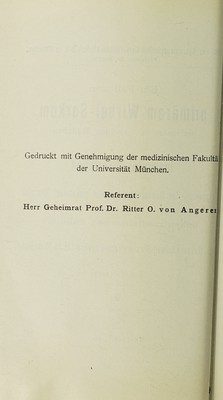 Gedruckt mit Genehmigung der medizinischen Fakultä
der Universität München.
Referent:
Herr Geheimrat Prof. Dr. Ritter O. von Angerer